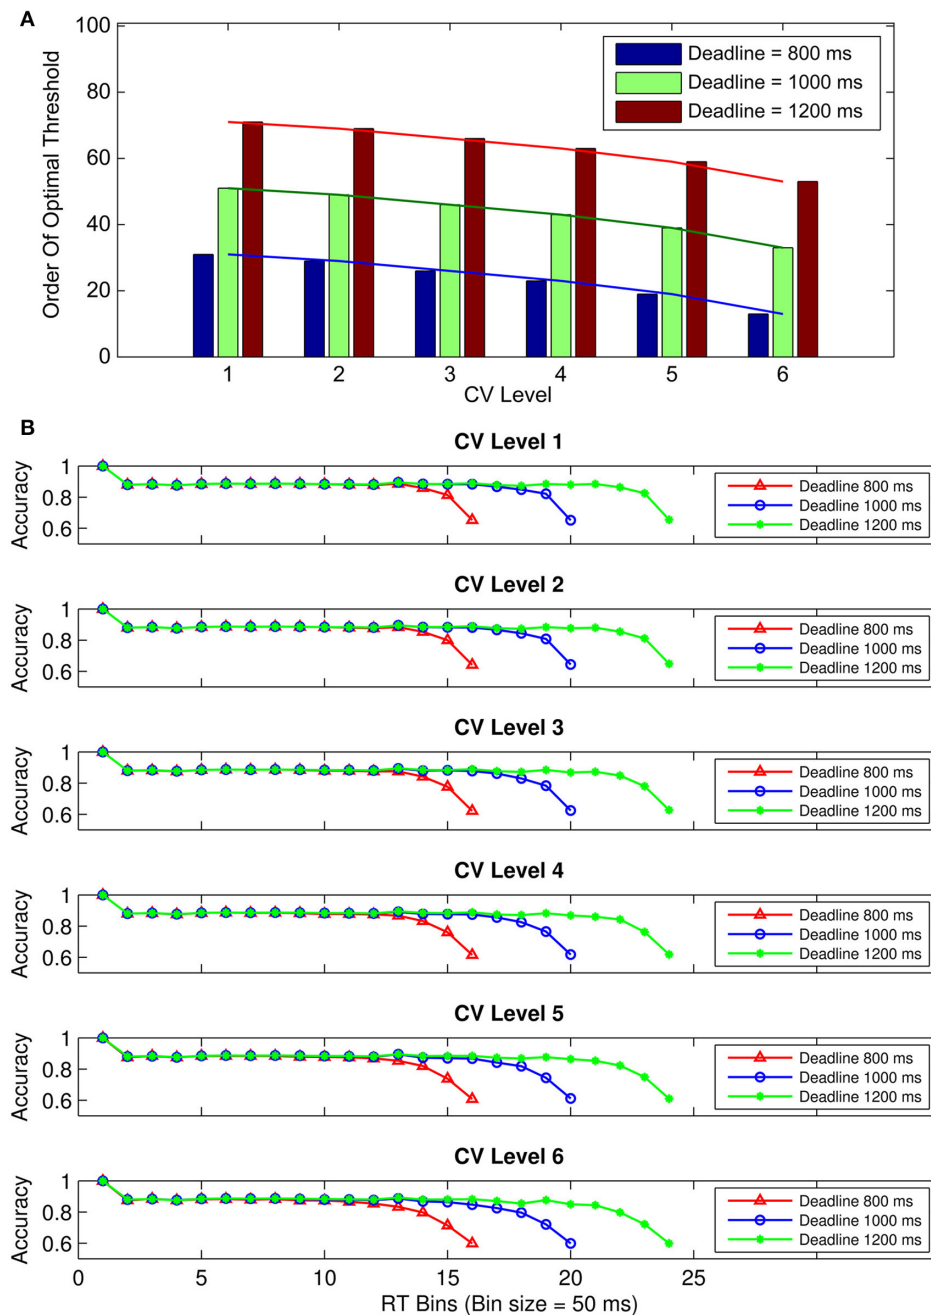 A
100
80
60
40
20
0
Order Of Optimal Threshold
Deadline = 800 ms
Deadline = 1000 ms
Deadline = 1200 ms
1 2 3 4 5 6
CV Level
B
CV Level 1
Accuracy
1
0.8
0.6
Deadline 800 ms
Deadline 1000 ms
Deadline 1200 ms
CV Level 2
Accuracy
1
0.8
0.6
Deadline 800 ms
Deadline 1000 ms
Deadline 1200 ms
CV Level 3
Accuracy
1
0.8
0.6
Deadline 800 ms
Deadline 1000 ms
Deadline 1200 ms
CV Level 4
Accuracy
1
0.8
0.6
Deadline 800 ms
Deadline 1000 ms
Deadline 1200 ms
CV Level 5
Accuracy
1
0.8
0.6
Deadline 800 ms
Deadline 1000 ms
Deadline 1200 ms
CV Level 6
Accuracy
1
0.8
0.6
Deadline 800 ms
Deadline 1000 ms
Deadline 1200 ms
0 5 10 15 20 25
RT Bins (Bin size = 50 ms)